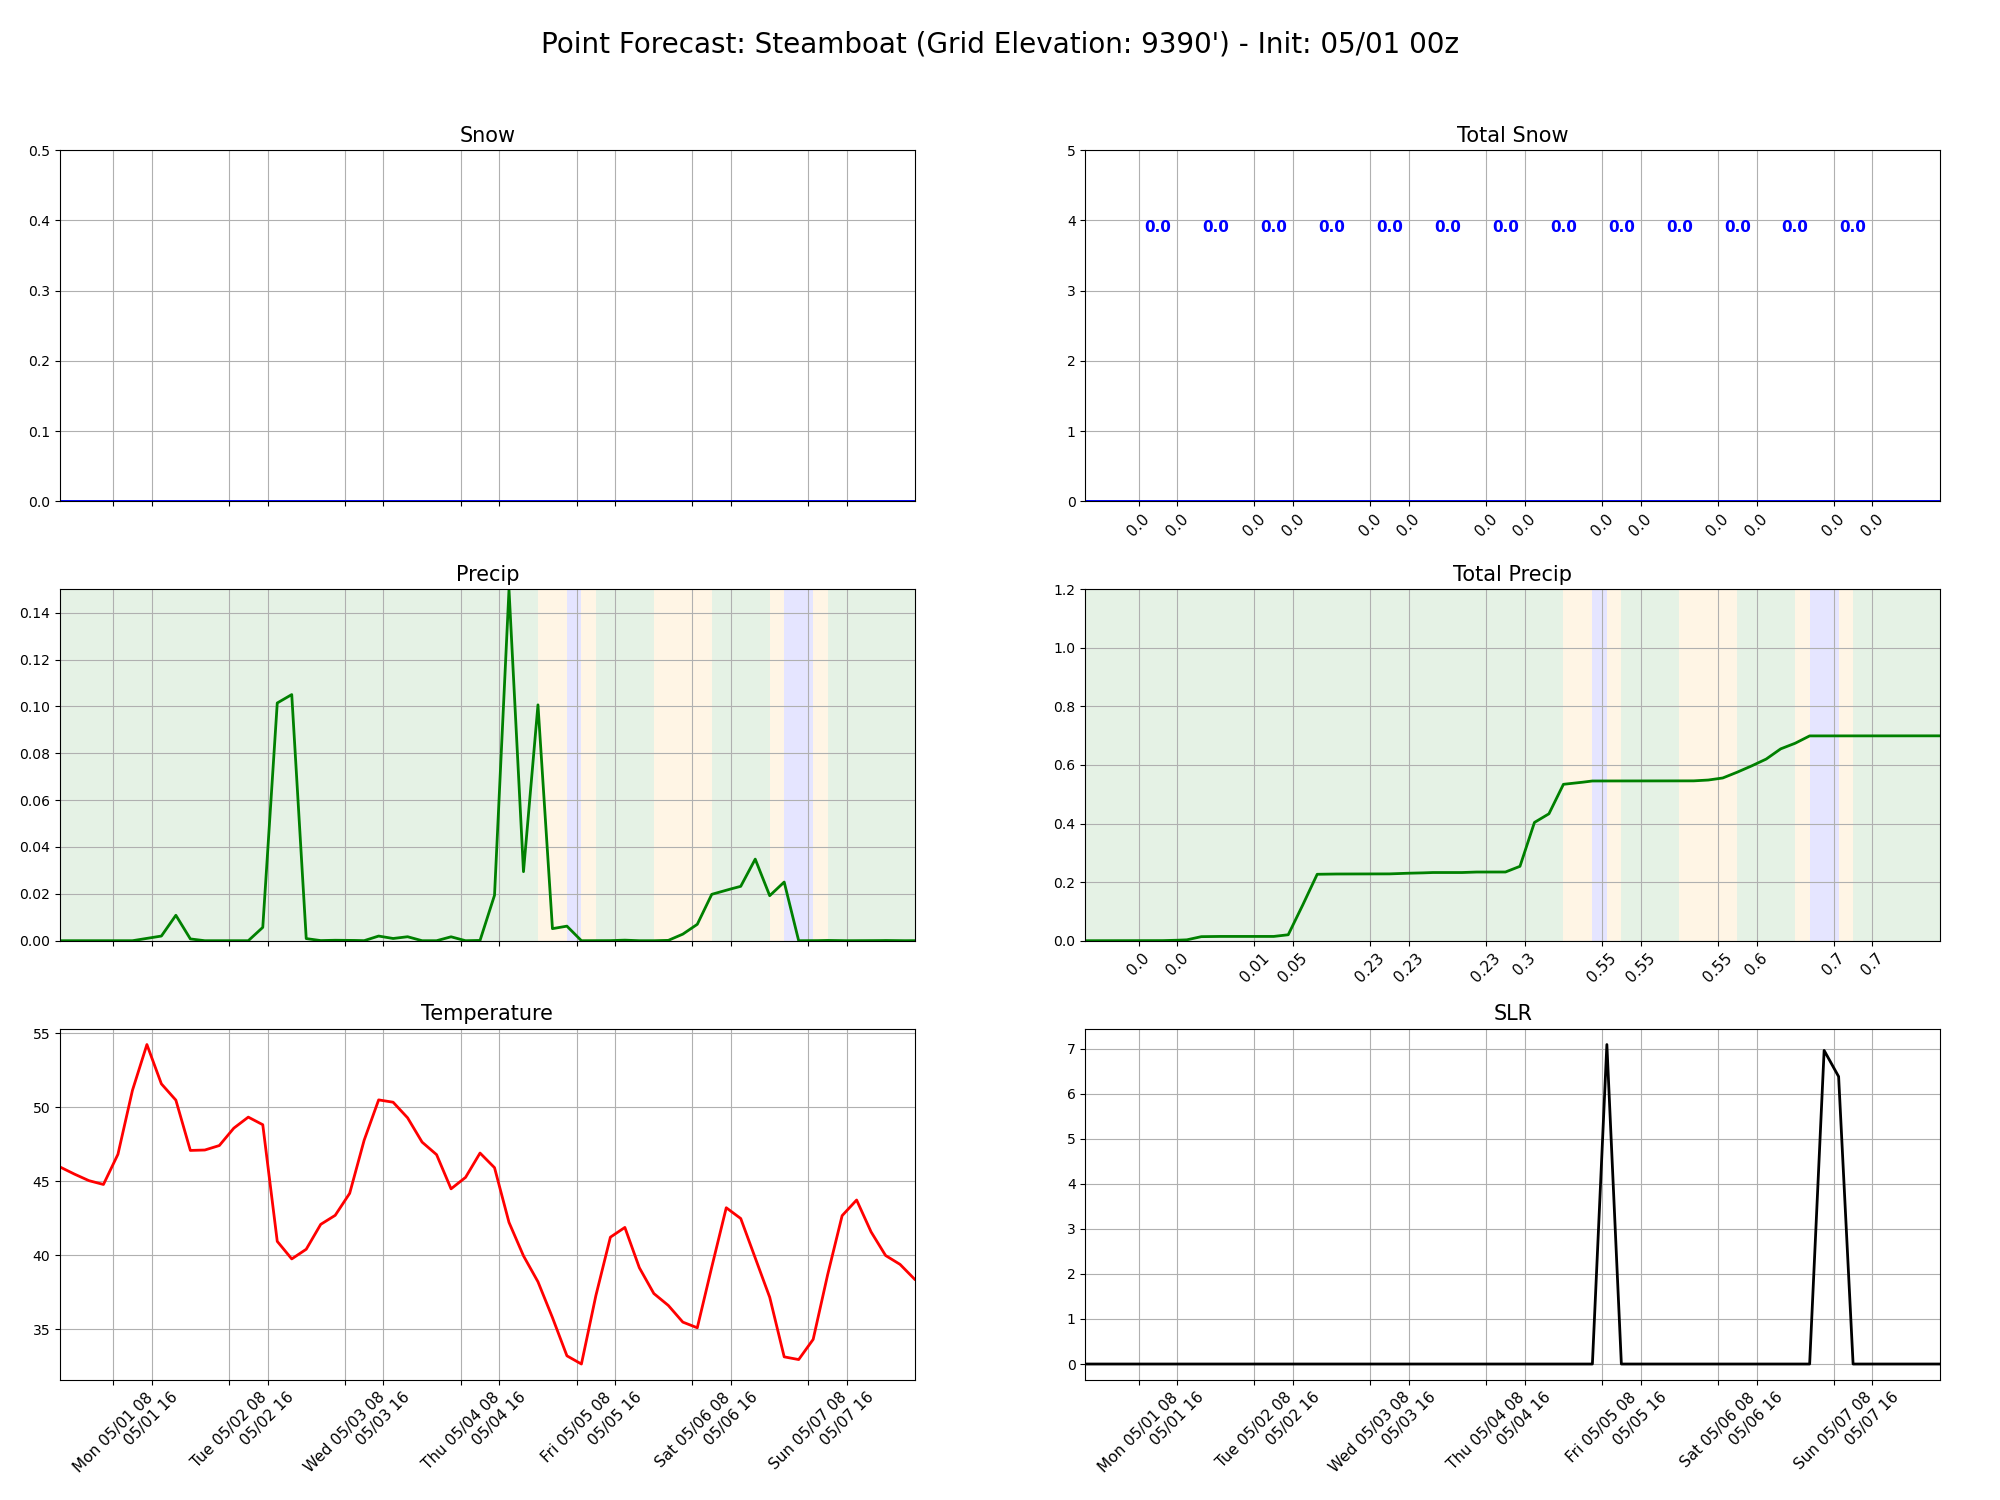 Point Forecast: Steamboat (Grid Elevation: 9390') - Init: 05/01 00z
Snow
0.5
0.4
0.3
0.2
0.1
0.0
Total Snow
5
4
3
2
1
0
0.0 0.0 0.0 0.0 0.0 0.0 0.0 0.0 0.0 0.0 0.0 0.0 0.0
0.0 0.0 0.0 0.0 0.0 0.0 0.0 0.0 0.0 0.0 0.0 0.0 0.0 0.0
Precip
0.14
0.12
0.10
0.08
0.06
0.04
0.02
0.00
Total Precip
1.2
1.0
0.8
0.6
0.4
0.2
0.0
0.0 0.0 0.01 0.05 0.23 0.23 0.23 0.3 0.55 0.55 0.55 0.6 0.7 0.7
Temperature
55
50
45
40
35
Mon 05/01 08
05/01 16
Tue 05/02 08
05/02 16
Wed 05/03 08
05/03 16
Thu 05/04 08
05/04 16
Fri 05/05 08
05/05 16
Sat 05/06 08
05/06 16
Sun 05/07 08
05/07 16
SLR
7
6
5
4
3
2
1
0
Mon 05/01 08
05/01 16
Tue 05/02 08
05/02 16
Wed 05/03 08
05/03 16
Thu 05/04 08
05/04 16
Fri 05/05 08
05/05 16
Sat 05/06 08
05/06 16
Sun 05/07 08
05/07 16